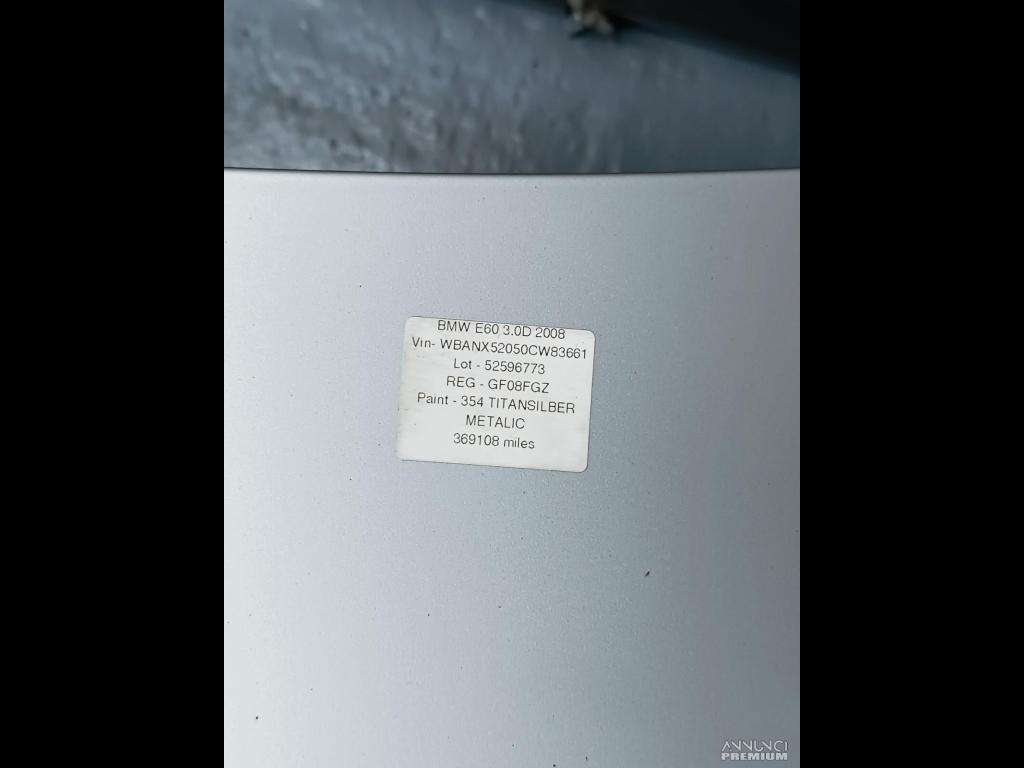 BMW E60 3.0D 2008
Vin- WBANX52050CW83661
Lot - 52596773
REG - GF08FGZ
Paint - 354 TITANSILBER
METALIC
369108 miles
ANNUNCI
PREMIUM